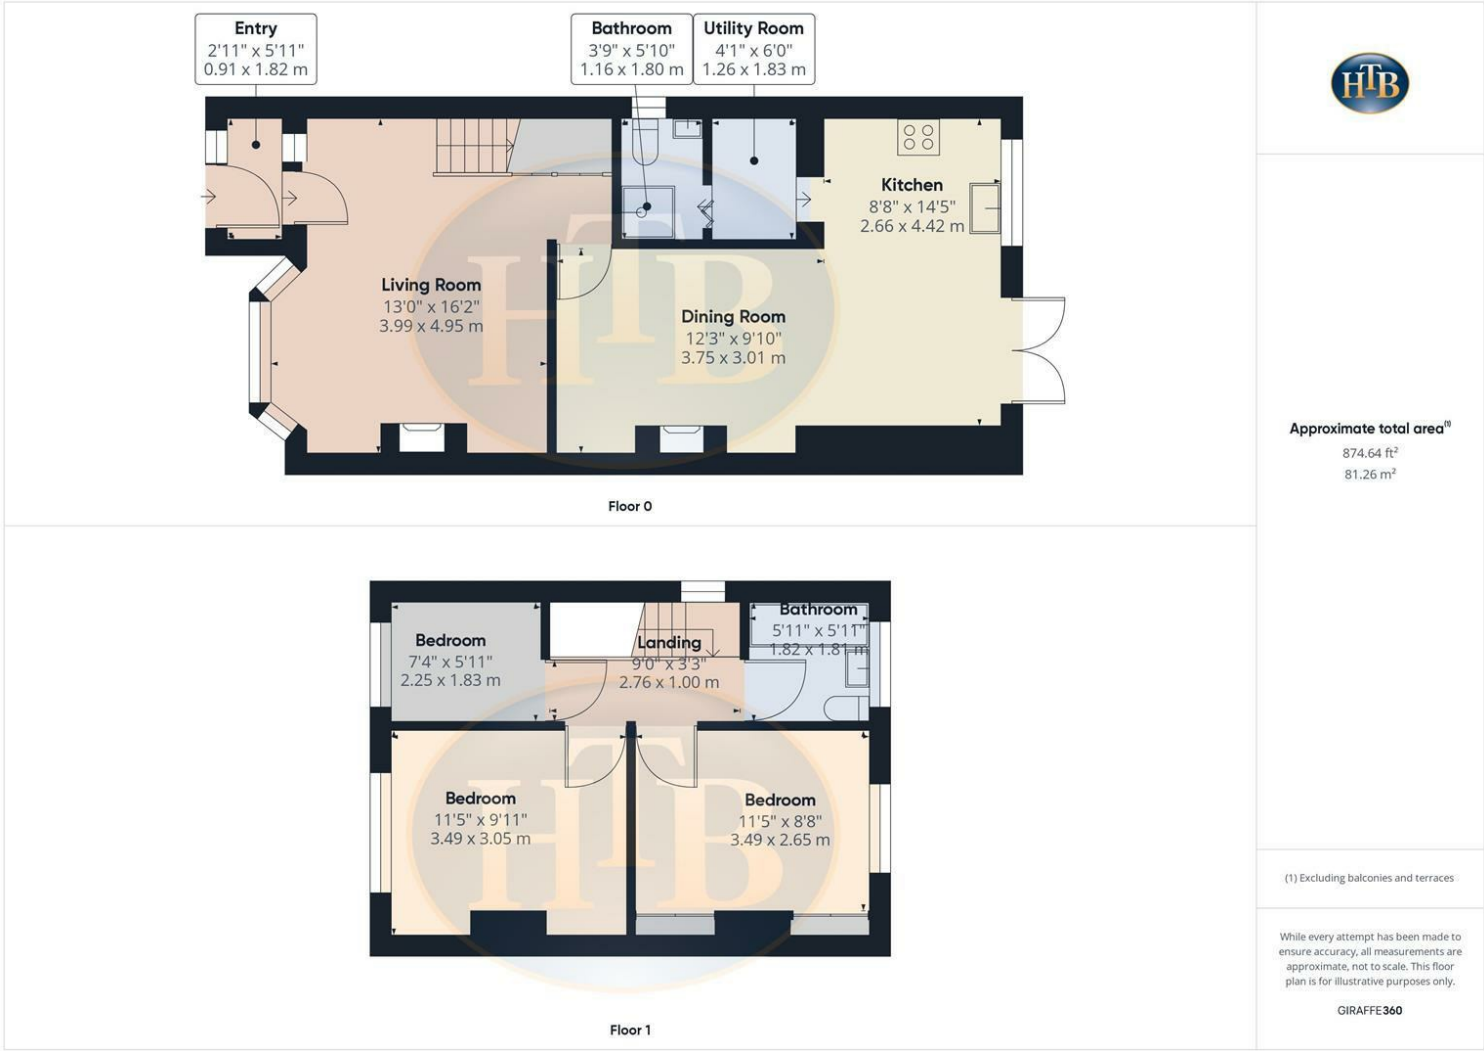 Entry
2'11" x 5'11"
0.91 x 1.82 m
Bathroom
3'9" x 5'10"
1.16 x 1.80 m
Utility Room
4'1" x 6'0"
1.26 x 1.83 m
Kitchen
8'8" x 14'5"
2.66 x 4.42 m
Living Room
13'0" x 16'2"
3.99 x 4.95 m
Dining Room
12'3" x 9'10"
3.75 x 3.01 m
HTB
Floor 0
Bedroom
7'4" x 5'11"
2.25 x 1.83 m
Landing
9'0" x 3'3"
2.76 x 1.00 m
Bathroom
5'11" x 5'11"
1.82 x 1.81 m
Bedroom
11'5" x 9'11"
3.49 x 3.05 m
Bedroom
11'5" x 8'8"
3.49 x 2.65 m
HTB
Floor 1
HTB
Approximate total area(1)
874.64 ft²
81.26 m²
(1) Excluding balconies and terraces
While every attempt has been made to
ensure accuracy, all measurements are
approximate, not to scale. This floor
plan is for illustrative purposes only.
GIRAFFE360